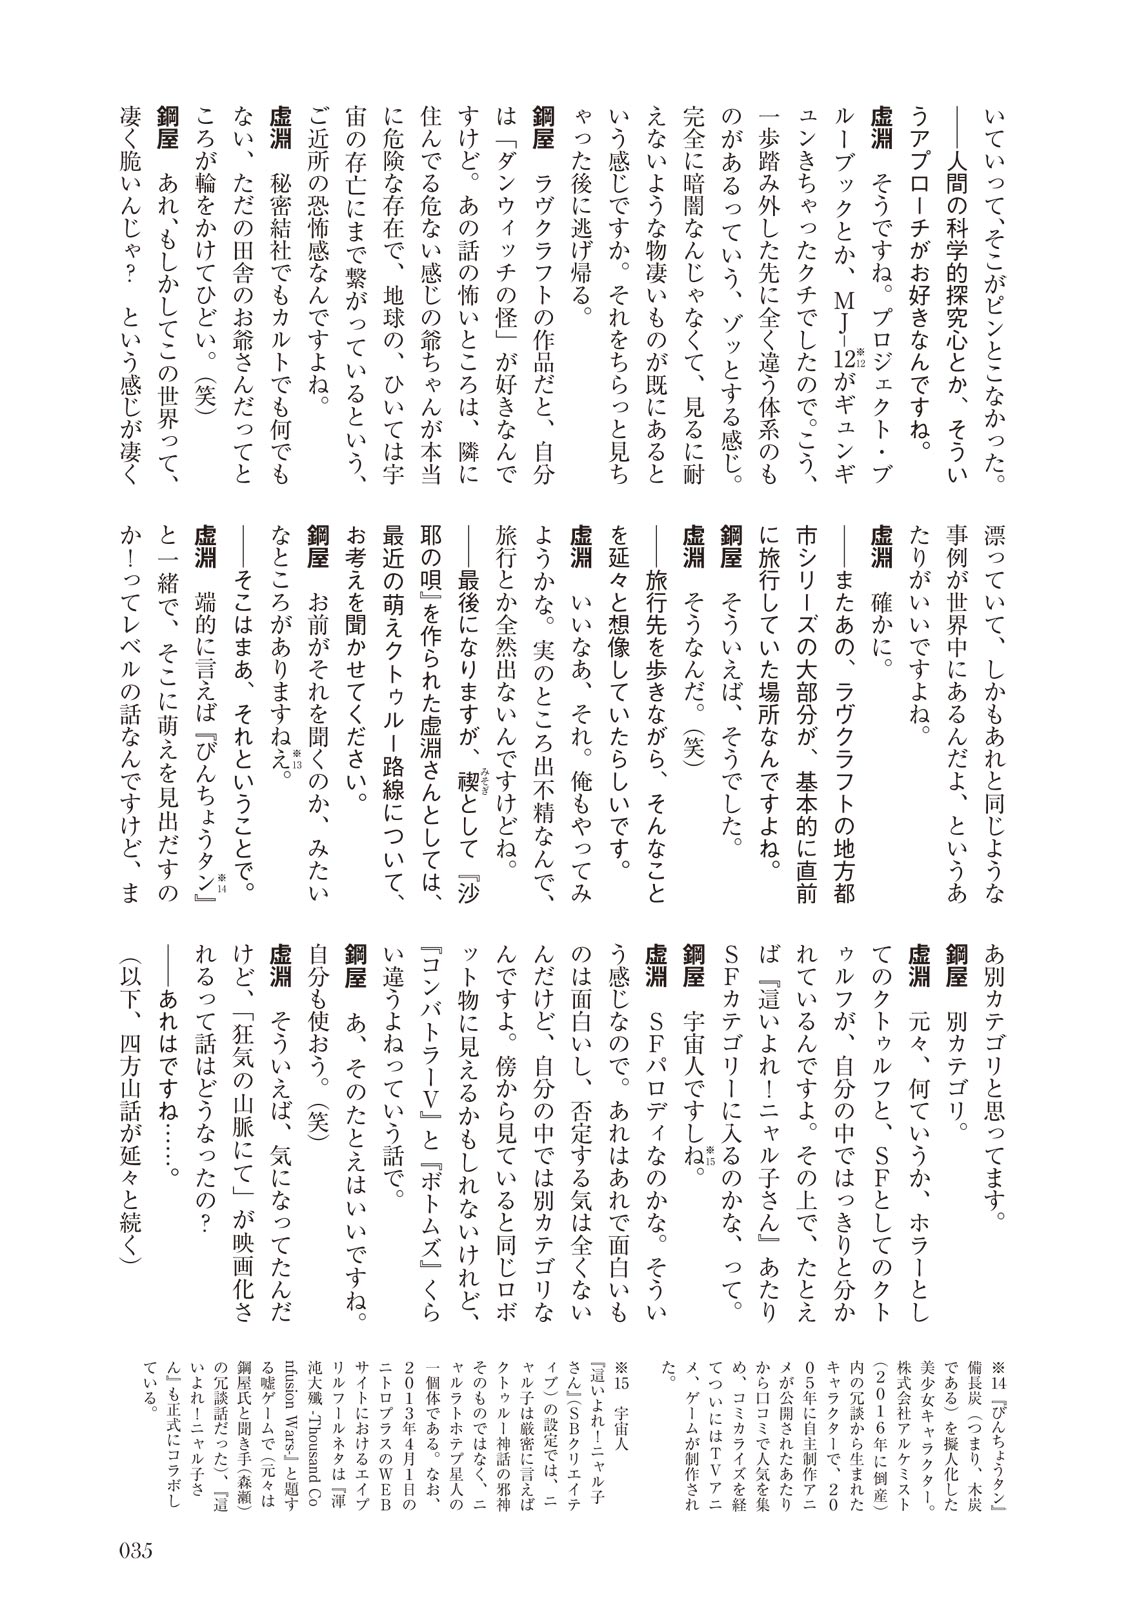 いていって、そこがピンとこなかった。
――人間の科学的探究心とか、そうい
うアプローチがお好きなんですね。
虚淵　そうですね。プロジェクト・ブ
ルーブックとか、MJ-12※12がギュンギ
ュンきちゃったクチでしたので。こう、
一歩踏み外した先に全く違う体系のも
のがあるっていう、ゾッとする感じ。
完全に暗闇なんじゃなくて、見るに耐
えないような物凄いものが既にあると
いう感じですか。それをちらっと見ち
ゃった後に逃げ帰る。
鋼屋　ラヴクラフトの作品だと、自分
は「ダンウィッチの怪」が好きなんで
すけど。あの話の怖いところは、隣に
住んでる危ない感じの爺ちゃんが本当
に危険な存在で、地球の、ひいては宇
宙の存亡にまで繋がっているという、
ご近所の恐怖感なんですよね。
虚淵　秘密結社でもカルトでも何でも
ない、ただの田舎のお爺さんだってと
ころが輪をかけてひどい。（笑）
鋼屋　あれ、もしかしてこの世界って、
凄く脆いんじゃ？　という感じが凄く
漂っていて、しかもあれと同じような
事例が世界中にあるんだよ、というあ
たりがいいですよね。
虚淵　確かに。
――またあの、ラヴクラフトの地方都
市シリーズの大部分が、基本的に直前
に旅行していた場所なんですよね。
鋼屋　そういえば、そうでした。
虚淵　そうなんだ。（笑）
――旅行先を歩きながら、そんなこと
を延々と想像していたらしいです。
虚淵　いいなあ、それ。俺もやってみ
ようかな。実のところ出不精なんで、
旅行とか全然出ないんですけどね。
――最後になりますが、禊みそぎとして『沙
耶の唄』を作られた虚淵さんとしては、
最近の萌えクトゥルー路線について、
お考えを聞かせてください。
鋼屋　お前がそれを聞くのか、みたい
なところがありますねえ※13。
――そこはまあ、それということで。
虚淵　端的に言えば『びんちょうタン』※14
と一緒で、そこに萌えを見出だすの
か！ってレベルの話なんですけど、ま
あ別カテゴリと思ってます。
鋼屋　別カテゴリ。
虚淵　元々、何ていうか、ホラーとし
てのクトゥルフと、SFとしてのクト
ゥルフが、自分の中ではっきりと分か
れているんですよ。その上で、たとえ
ば『這いよれ！ニャル子さん』あたり
SFカテゴリーに入るのかな、って。
鋼屋　宇宙人ですしね※15。
虚淵　SFパロディなのかな。そうい
う感じなので。あれはあれで面白いも
のは面白いし、否定する気は全くない
んだけど、自分の中では別カテゴリな
んですよ。傍から見ていると同じロボ
ット物に見えるかもしれないけれど、
『コンバトラーV』と『ボトムズ』くら
い違うよねっていう話で。
鋼屋　あ、そのたとえはいいですね。
自分も使おう。（笑）
虚淵　そういえば、気になってたんだ
けど、「狂気の山脈にて」が映画化さ
れるって話はどうなったの？
――あれはですね……。
（以下、四方山話が延々と続く）
※14『びんちょうタン』
備長炭（つまり、木炭
である）を擬人化した
美少女キャラクター。
株式会社アルケミスト
（2016年に倒産）
内の冗談から生まれた
キャラクターで、20
05年に自主制作アニ
メが公開されたあたり
から口コミで人気を集
め、コミカライズを経
てついにはTVアニ
メ、ゲームが制作され
た。
※15　宇宙人
『這いよれ！ニャル子
さん』（SBクリエイテ
ィブ）の設定では、ニ
ャル子は厳密に言えば
クトゥルー神話の邪神
そのものではなく、ニ
ャルラトホテプ星人の
一個体である。なお、
2013年4月1日の
ニトロプラスのWEB
サイトにおけるエイプ
リルフールネタは『渾
沌大殲 -Thousand Co
nfusion Wars-』と題す
る嘘ゲームで（元々は
鋼屋氏と聞き手（森瀬）
の冗談話だった）、『這
いよれ！ニャル子さ
ん』も正式にコラボし
ている。
035